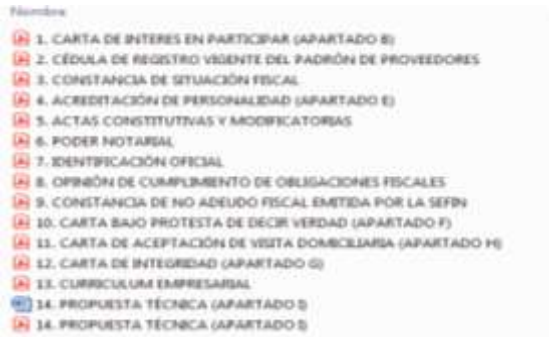 Nombre
1. CARTA DE INTERES EN PARTICIPAR (APARTADO B)
2. CÉDULA DE REGISTRO VIGENTE DEL PADRÓN DE PROVEEDORES
3. CONSTANCIA DE SITUACIÓN FISCAL
4. ACREDITACIÓN DE PERSONALIDAD (APARTADO E)
5. ACTAS CONSTITUTIVAS Y MODIFICATORIAS
6. PODER NOTARIAL
7. IDENTIFICACIÓN OFICIAL
8. OPINIÓN DE CUMPLIMIENTO DE OBLIGACIONES FISCALES
9. CONSTANCIA DE NO ADEUDO FISCAL EMITIDA POR LA SEFIN
10. CARTA BAJO PROTESTA DE DECIR VERDAD (APARTADO F)
11. CARTA DE ACEPTACIÓN DE VISITA DOMICILIARIA (APARTADO H)
12. CARTA DE INTEGRIDAD (APARTADO G)
13. CURRICULUM EMPRESARIAL
14. PROPUESTA TÉCNICA (APARTADO I)
14. PROPUESTA TÉCNICA (APARTADO I)